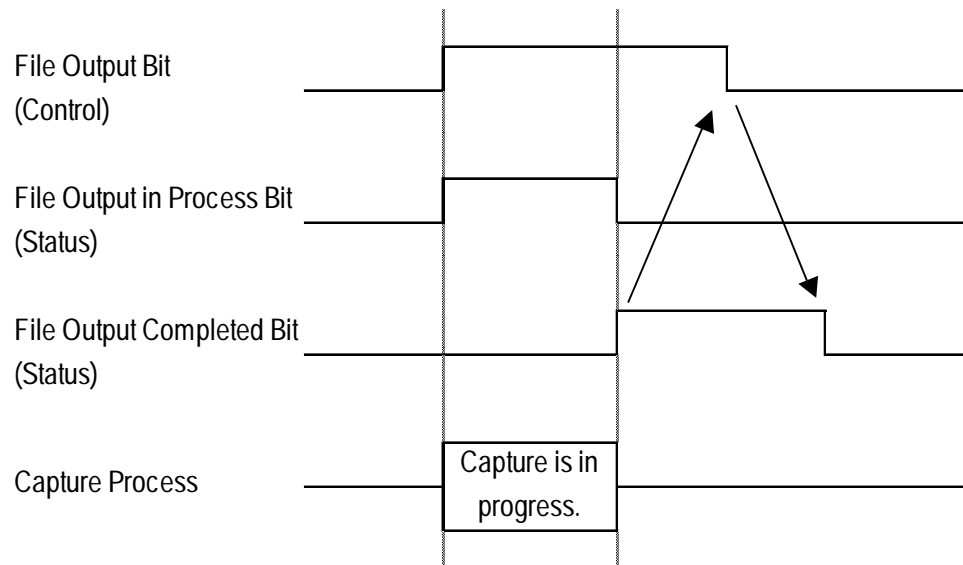 File Output Bit
(Control)
File Output in Process Bit
(Status)
File Output Completed Bit
(Status)
Capture Process
Capture is in
progress.